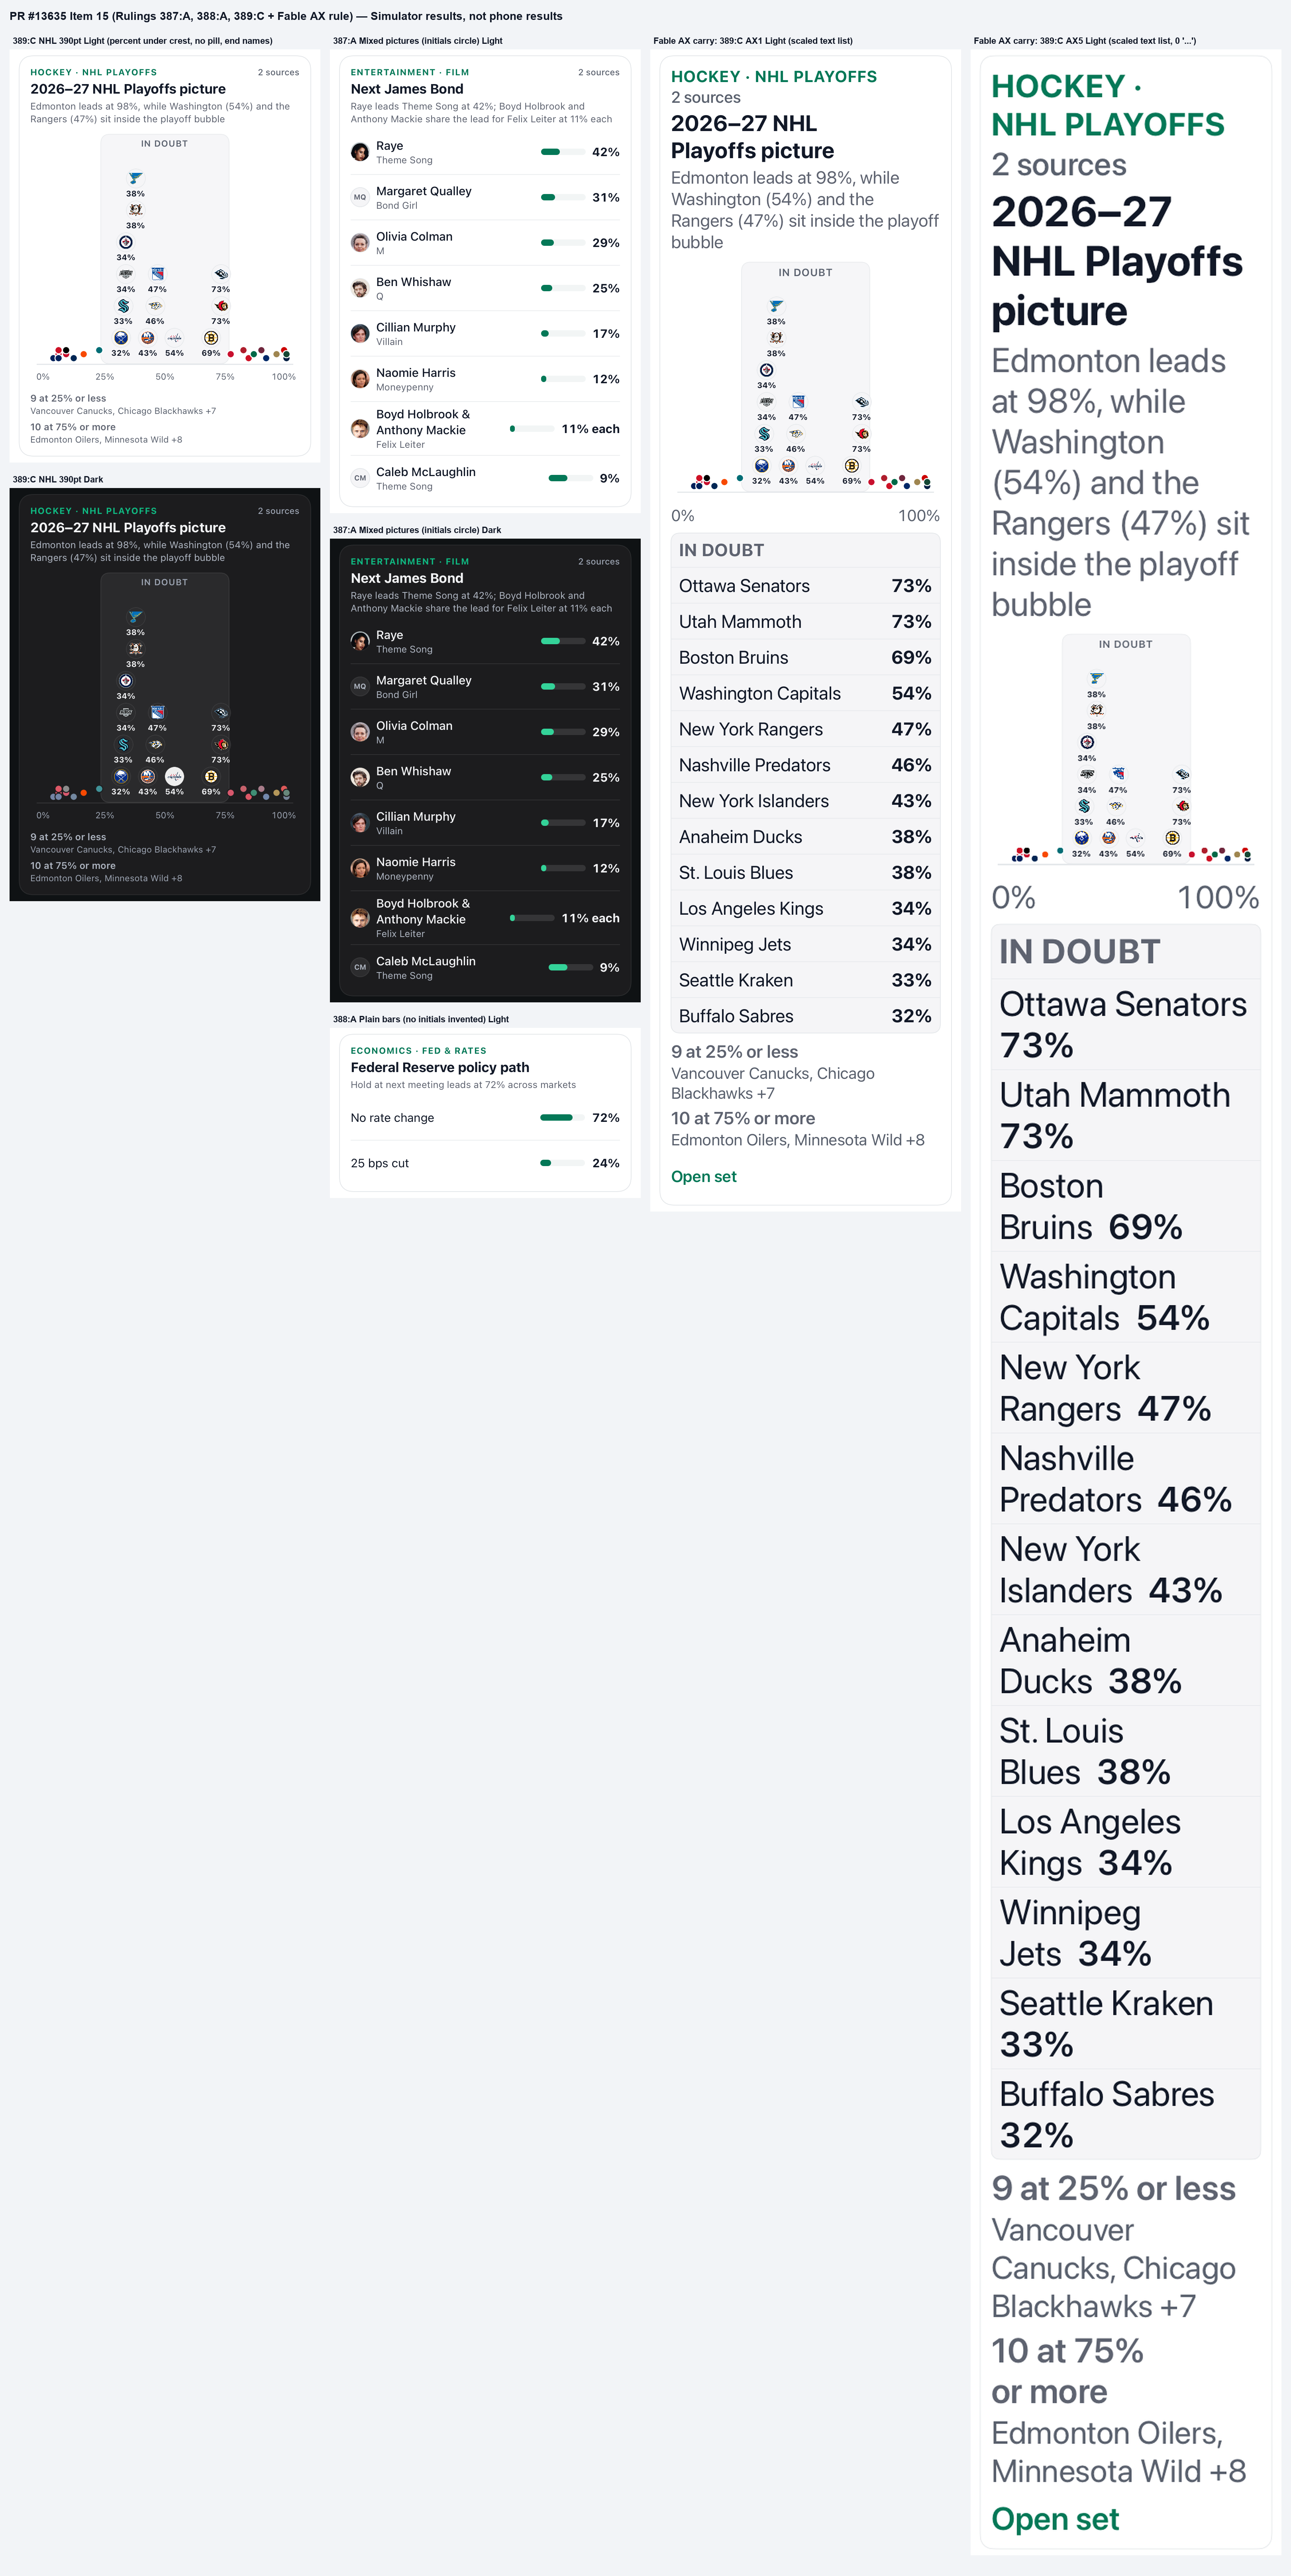 PR #13635 Item 15 (Rulings 387:A, 388:A, 389:C + Fable AX rule) — Simulator results, not phone results
389:C NHL 390pt Light (percent under crest, no pill, end names)
HOCKEY · NHL PLAYOFFS
2 sources
2026–27 NHL Playoffs picture
Edmonton leads at 98%, while Washington (54%) and the
Rangers (47%) sit inside the playoff bubble
IN DOUBT
38%
38%
34%
34% 47% 73%
33% 46% 73%
32% 43% 54% 69%
0% 25% 50% 75% 100%
9 at 25% or less
Vancouver Canucks, Chicago Blackhawks +7
10 at 75% or more
Edmonton Oilers, Minnesota Wild +8
389:C NHL 390pt Dark
HOCKEY · NHL PLAYOFFS
2 sources
2026–27 NHL Playoffs picture
Edmonton leads at 98%, while Washington (54%) and the
Rangers (47%) sit inside the playoff bubble
IN DOUBT
38%
38%
34%
34% 47% 73%
33% 46% 73%
32% 43% 54% 69%
0% 25% 50% 75% 100%
9 at 25% or less
Vancouver Canucks, Chicago Blackhawks +7
10 at 75% or more
Edmonton Oilers, Minnesota Wild +8
387:A Mixed pictures (initials circle) Light
ENTERTAINMENT · FILM
2 sources
Next James Bond
Raye leads Theme Song at 42%; Boyd Holbrook and
Anthony Mackie share the lead for Felix Leiter at 11% each
Raye
Theme Song
42%
MQ
Margaret Qualley
Bond Girl
31%
Olivia Colman
M
29%
Ben Whishaw
Q
25%
Cillian Murphy
Villain
17%
Naomie Harris
Moneypenny
12%
Boyd Holbrook &
Anthony Mackie
Felix Leiter
11% each
CM
Caleb McLaughlin
Theme Song
9%
387:A Mixed pictures (initials circle) Dark
ENTERTAINMENT · FILM
2 sources
Next James Bond
Raye leads Theme Song at 42%; Boyd Holbrook and
Anthony Mackie share the lead for Felix Leiter at 11% each
Raye
Theme Song
42%
MQ
Margaret Qualley
Bond Girl
31%
Olivia Colman
M
29%
Ben Whishaw
Q
25%
Cillian Murphy
Villain
17%
Naomie Harris
Moneypenny
12%
Boyd Holbrook &
Anthony Mackie
Felix Leiter
11% each
CM
Caleb McLaughlin
Theme Song
9%
388:A Plain bars (no initials invented) Light
ECONOMICS · FED & RATES
Federal Reserve policy path
Hold at next meeting leads at 72% across markets
No rate change
72%
25 bps cut
24%
Fable AX carry: 389:C AX1 Light (scaled text list)
HOCKEY · NHL PLAYOFFS
2 sources
2026–27 NHL
Playoffs picture
Edmonton leads at 98%, while
Washington (54%) and the
Rangers (47%) sit inside the playoff
bubble
IN DOUBT
38%
38%
34%
34% 47% 73%
33% 46% 73%
32% 43% 54% 69%
0% 100%
IN DOUBT
Ottawa Senators 73%
Utah Mammoth 73%
Boston Bruins 69%
Washington Capitals 54%
New York Rangers 47%
Nashville Predators 46%
New York Islanders 43%
Anaheim Ducks 38%
St. Louis Blues 38%
Los Angeles Kings 34%
Winnipeg Jets 34%
Seattle Kraken 33%
Buffalo Sabres 32%
9 at 25% or less
Vancouver Canucks, Chicago
Blackhawks +7
10 at 75% or more
Edmonton Oilers, Minnesota Wild +8
Open set
Fable AX carry: 389:C AX5 Light (scaled text list, 0 '...')
HOCKEY ·
NHL PLAYOFFS
2 sources
2026–27
NHL Playoffs
picture
Edmonton leads
at 98%, while
Washington
(54%) and the
Rangers (47%) sit
inside the playoff
bubble
IN DOUBT
38%
38%
34%
34% 47% 73%
33% 46% 73%
32% 43% 54% 69%
0% 100%
IN DOUBT
Ottawa Senators
73%
Utah Mammoth
73%
Boston
Bruins 69%
Washington
Capitals 54%
New York
Rangers 47%
Nashville
Predators 46%
New York
Islanders 43%
Anaheim
Ducks 38%
St. Louis
Blues 38%
Los Angeles
Kings 34%
Winnipeg
Jets 34%
Seattle Kraken
33%
Buffalo Sabres
32%
9 at 25% or less
Vancouver
Canucks, Chicago
Blackhawks +7
10 at 75%
or more
Edmonton Oilers,
Minnesota Wild +8
Open set